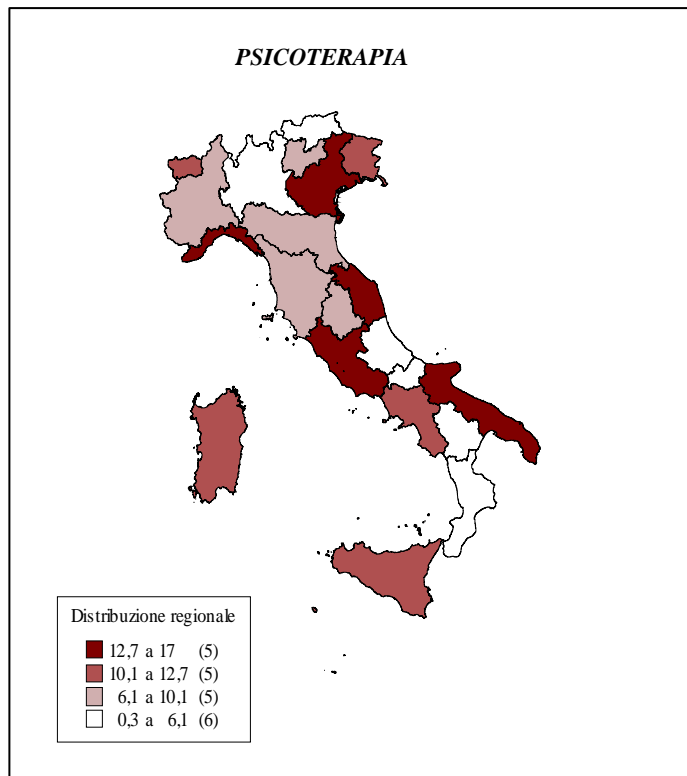 PSICOTERAPIA
Distribuzione regionale
12,7 a 17 (5)
10,1 a 12,7 (5)
6,1 a 10,1 (5)
0,3 a 6,1 (6)